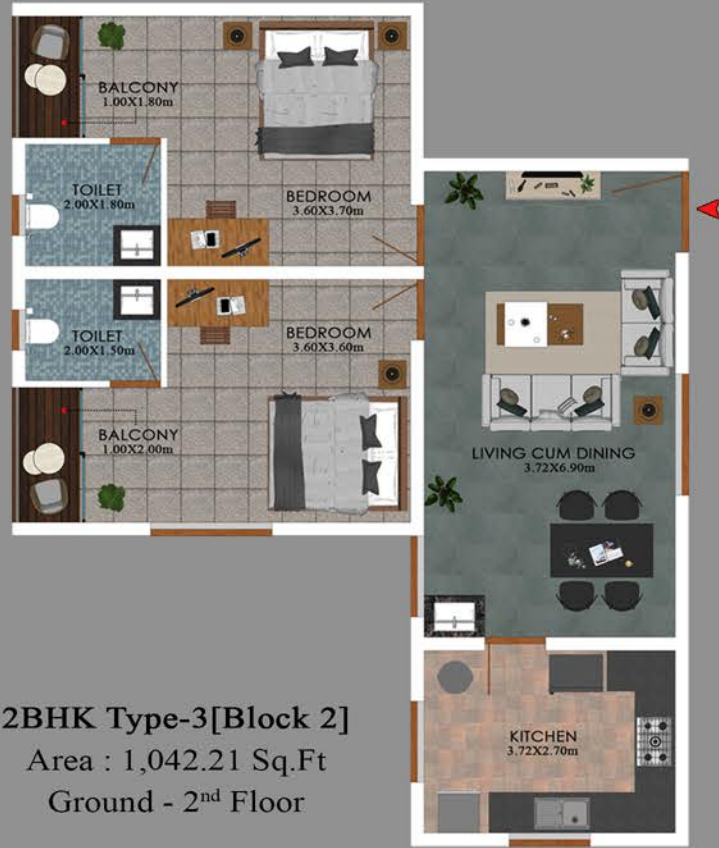 BALCONY
1.00X1.80m
TOILET
2.00X1.80m
BEDROOM
3.60X3.70m
TOILET
2.00X1.50m
BEDROOM
3.60X3.60m
BALCONY
1.00X2.00m
LIVING CUM DINING
3.72X6.90m
KITCHEN
3.72X2.70m
2BHK Type-3[Block 2]
Area : 1,042.21 Sq.Ft
Ground - 2nd Floor